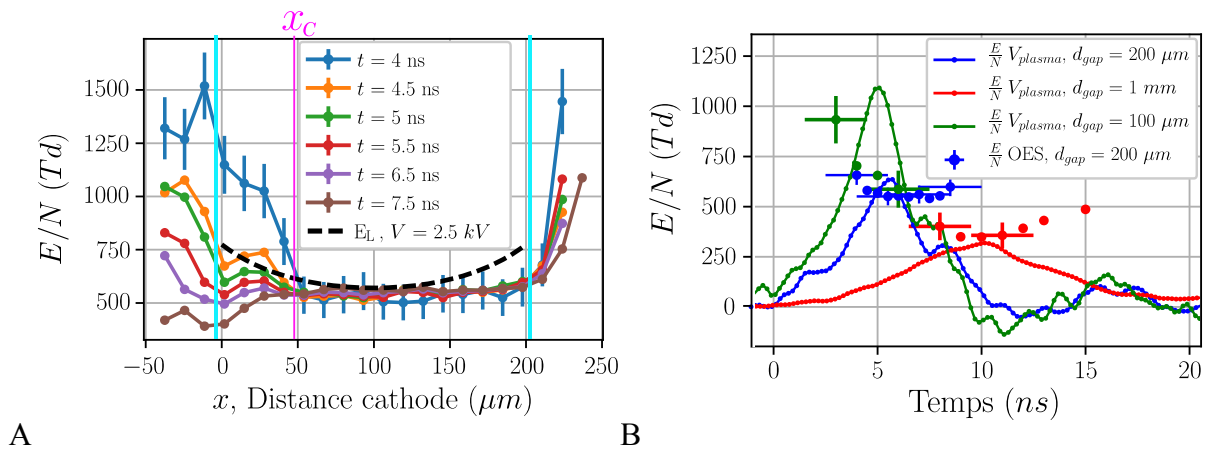 x_C
t = 4 ns
t = 4.5 ns
t = 5 ns
t = 5.5 ns
t = 6.5 ns
t = 7.5 ns
E_L , V = 2.5 kV
E/N (Td)
1500
1000
750
500
−50
0
50
100
150
200
250
x, Distance cathode (μm)
A
E/N V_plasma, d_gap = 200 μm
E/N V_plasma, d_gap = 1 mm
E/N V_plasma, d_gap = 100 μm
E/N OES, d_gap = 200 μm
E/N (Td)
1250
1000
750
500
250
0
0
5
10
15
20
Temps (ns)
B